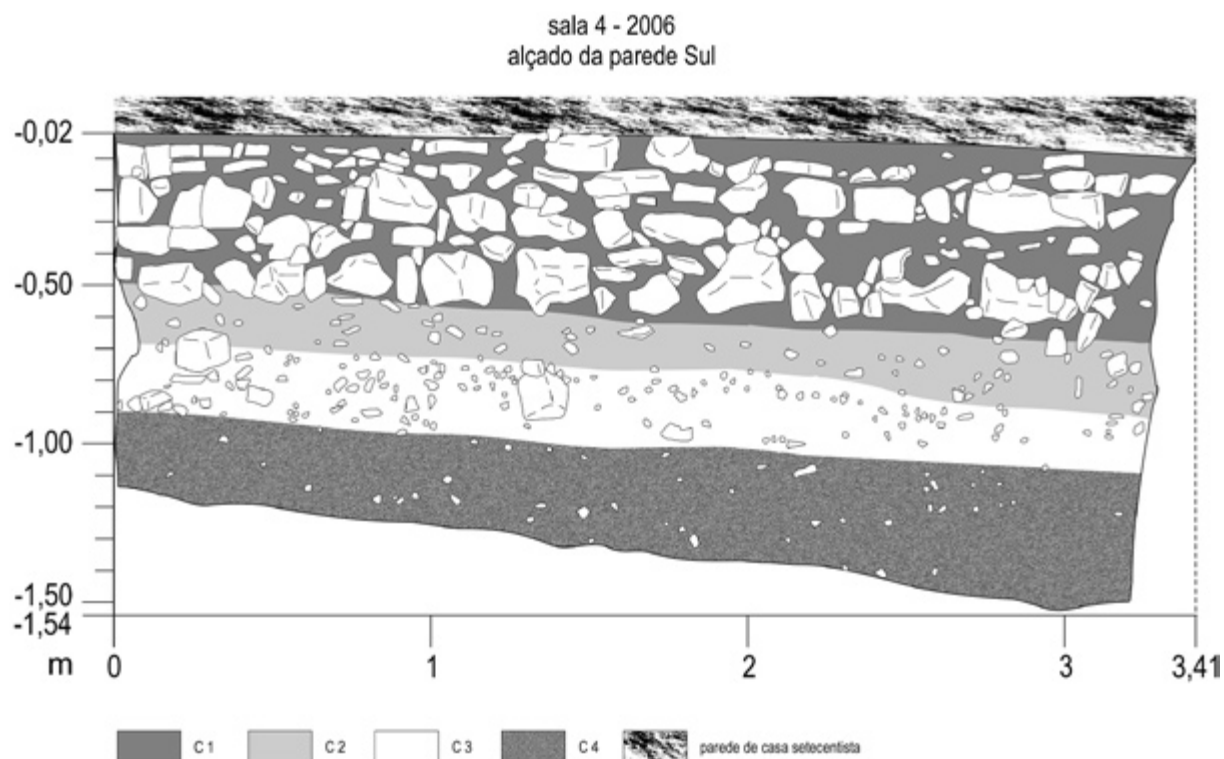 sala 4 - 2006
alçado da parede Sul
-0,02
-0,50
-1,00
-1,50
-1,54
m 0 1 2 3 3,41
C 1 C 2 C 3 C 4 parede de casa setecentista